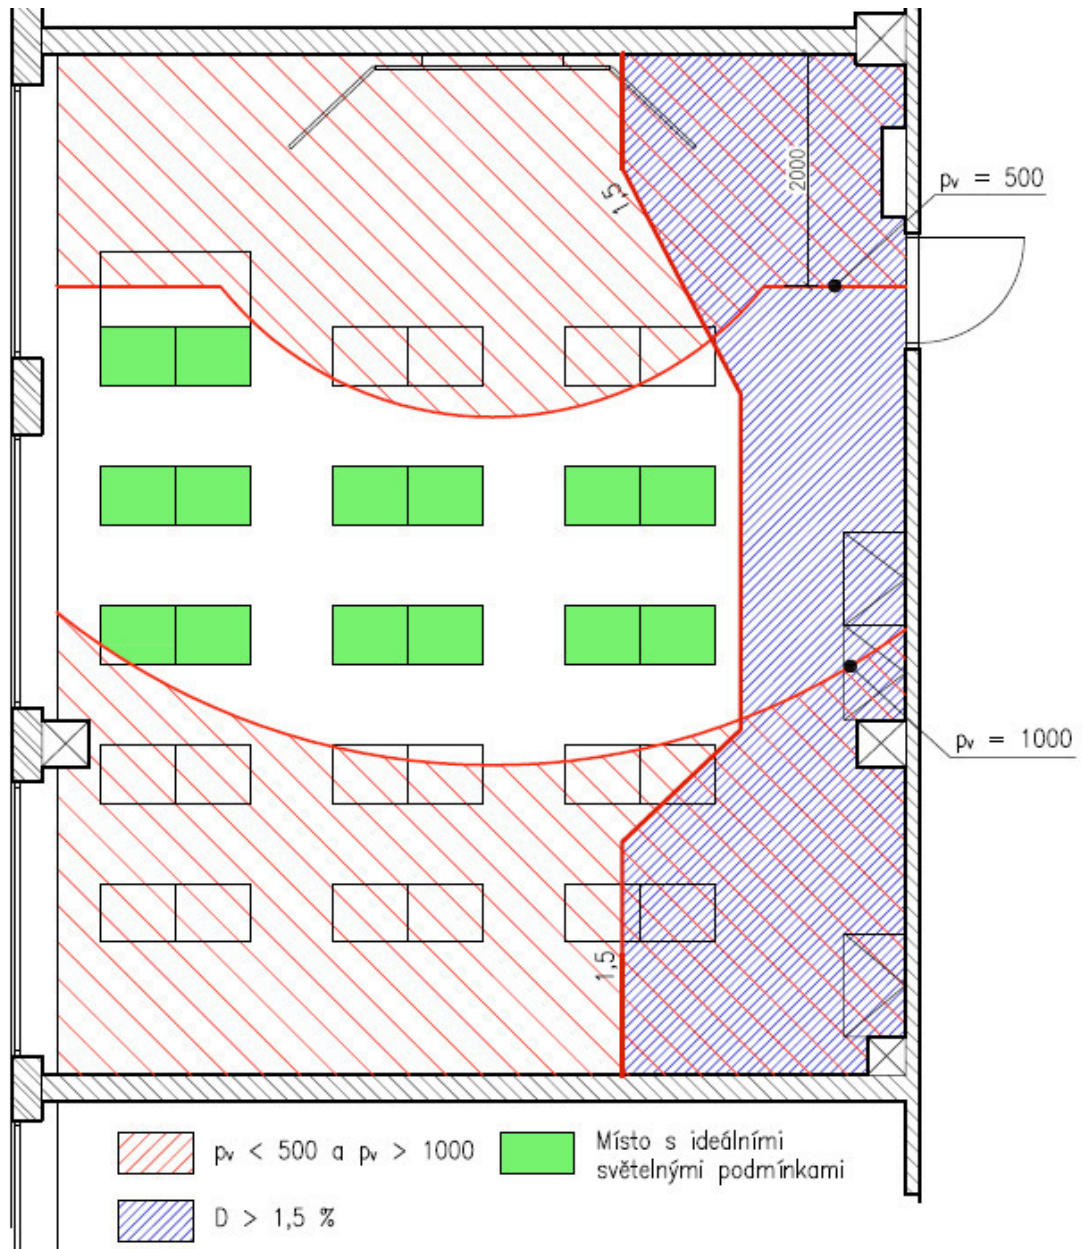 2000
pv = 500
1,5
pv = 1000
1,5
pv < 500 a pv > 1000
Místo s ideálními
světelnými podmínkami
D > 1,5 %